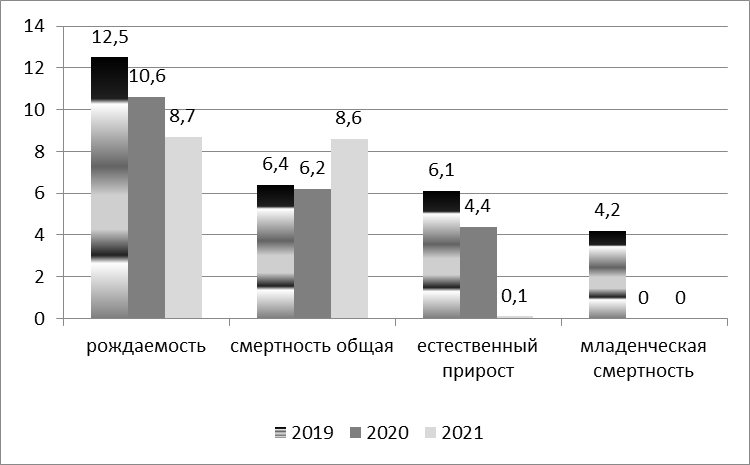 14
12
10
8
6
4
2
0
12,5
10,6
8,7
6,4
6,2
8,6
6,1
4,4
0,1
4,2
0
0
рождаемость
смертность общая
естественный
прирост
младенческая
смертность
2019 2020 2021